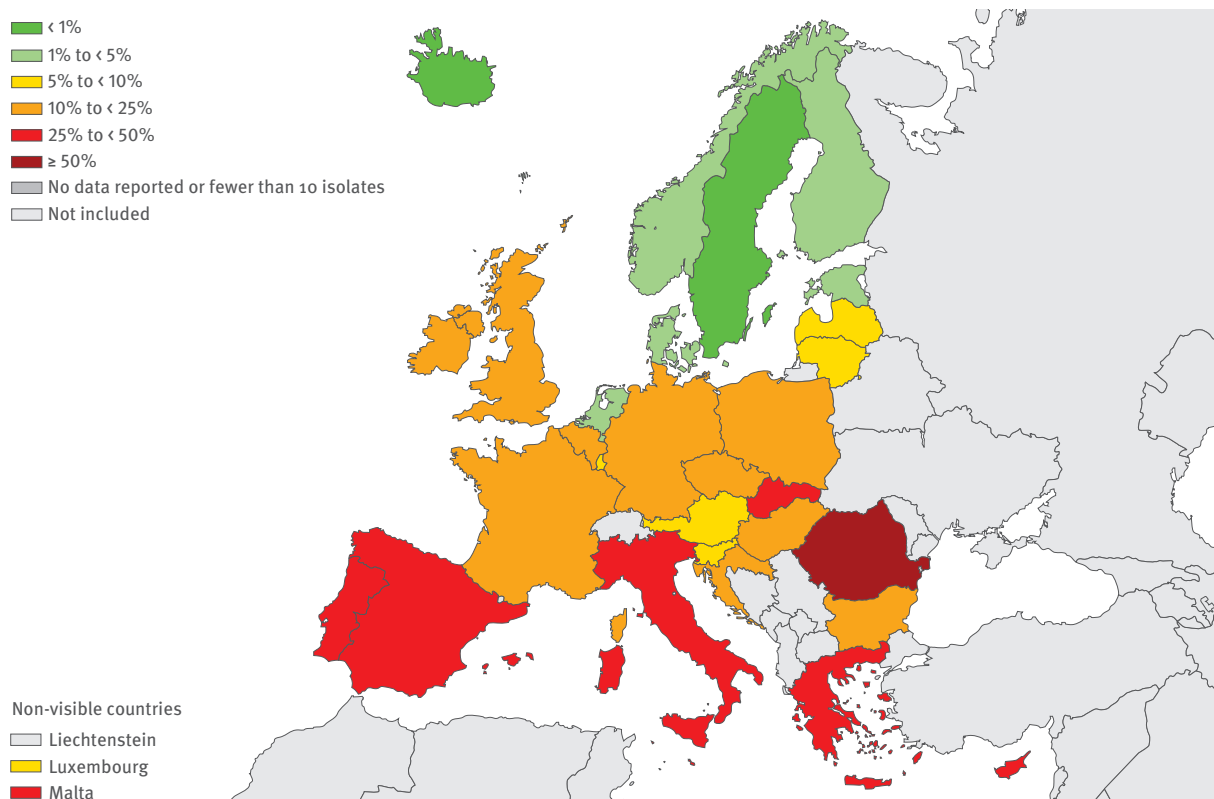 < 1%
1% to < 5%
5% to < 10%
10% to < 25%
25% to < 50%
≥ 50%
No data reported or fewer than 10 isolates
Not included
Non-visible countries
Liechtenstein
Luxembourg
Malta